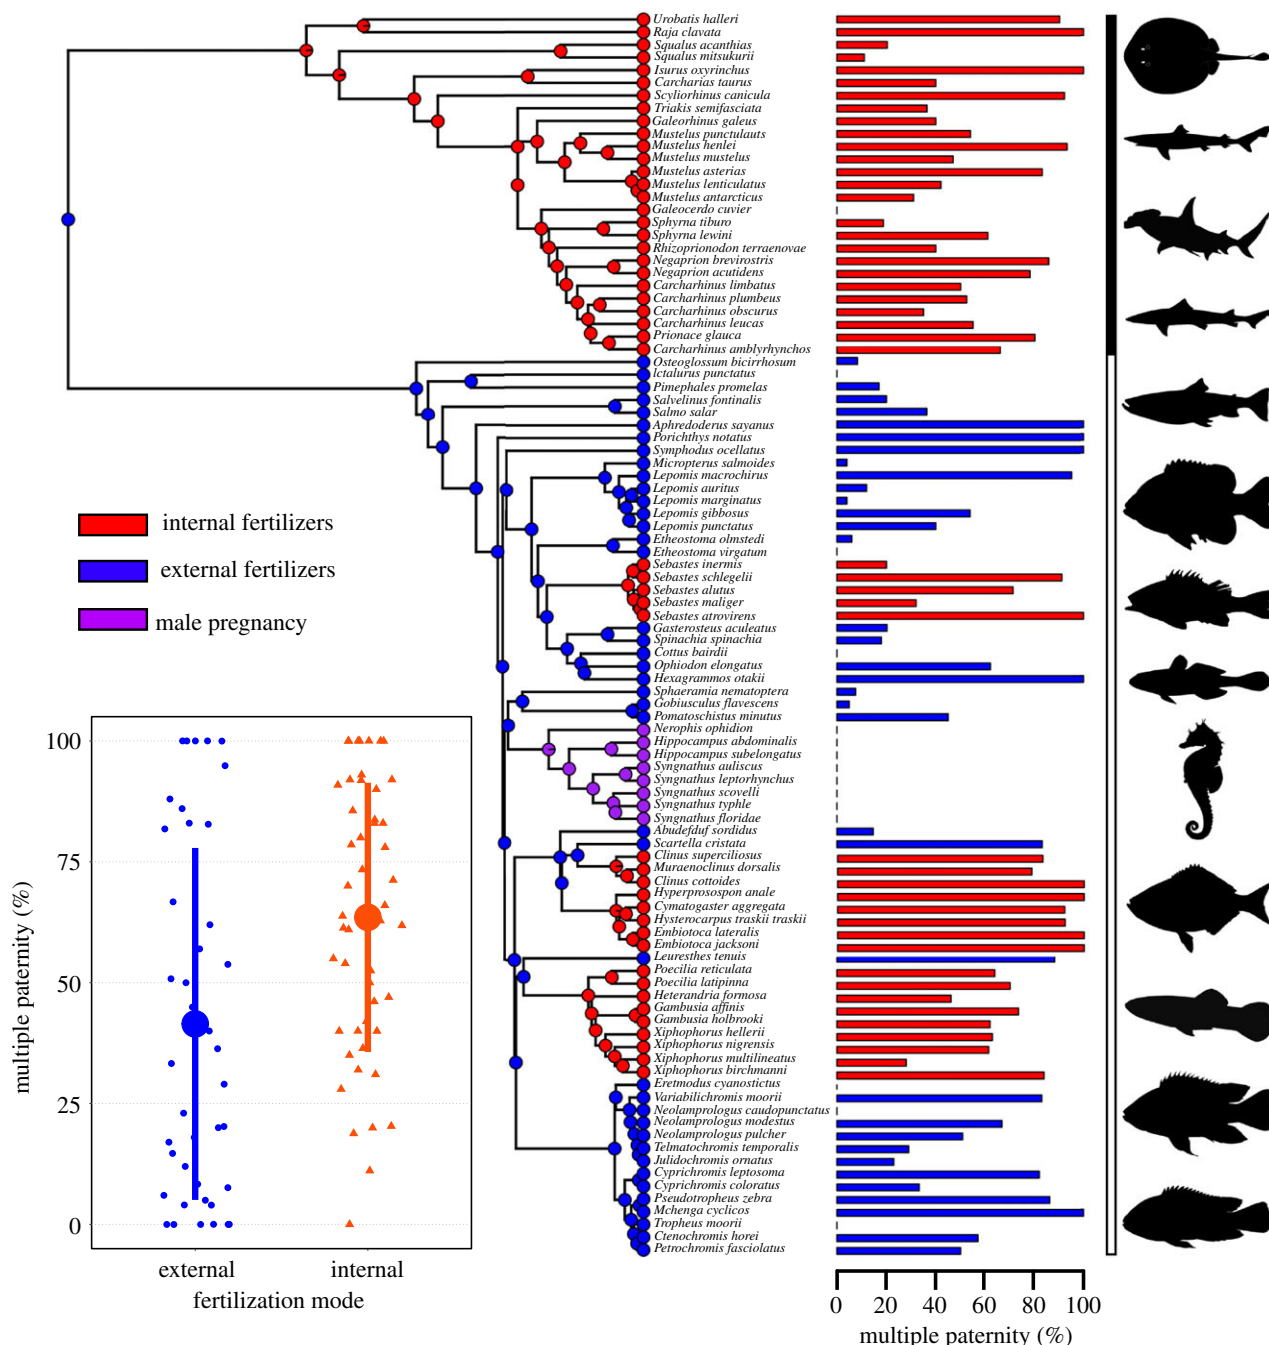 Urobatis halleri
Raja clavata
Squalus acanthias
Squalus mitsukurii
Isurus oxyrinchus
Carcharias taurus
Scyliorhinus canicula
Triakis semifasciata
Galeorhinus galeus
Mustelus punctulauts
Mustelus henlei
Mustelus mustelus
Mustelus asterias
Mustelus lenticulatus
Mustelus antarcticus
Galeocerdo cuvier
Sphyrna tiburo
Sphyrna lewini
Rhizoprionodon terraenovae
Negaprion brevirostris
Negaprion acutidens
Carcharhinus limbatus
Carcharhinus plumbeus
Carcharhinus obscurus
Carcharhinus leucas
Prionace glauca
Carcharhinus amblyrhynchos
Osteoglossum bicirrhosum
Ictalurus punctatus
Pimephales promelas
Salvelinus fontinalis
Salmo salar
Aphredoderus sayanus
Porichthys notatus
Symphodus ocellatus
Micropterus salmoides
Lepomis macrochirus
Lepomis auritus
Lepomis marginatus
Lepomis gibbosus
Lepomis punctatus
Etheostoma olmstedi
Etheostoma virgatum
Sebastes inermis
Sebastes schlegelii
Sebastes alutus
Sebastes maliger
Sebastes atrovirens
Gasterosteus aculeatus
Spinachia spinachia
Cottus bairdii
Ophiodon elongatus
Hexagrammos otakii
Sphaeramia nematoptera
Gobiusculus flavescens
Pomatoschistus minutus
Nerophis ophidion
Hippocampus abdominalis
Hippocampus subelongatus
Syngnathus auliscus
Syngnathus leptorhynchus
Syngnathus scovelli
Syngnathus typhle
Syngnathus floridae
Abudefduf sordidus
Scartella cristata
Clinus superciliosus
Muraenoclinus dorsalis
Clinus cottoides
Hyperprosopon anale
Cymatogaster aggregata
Hysterocarpus traskii traskii
Embiotoca lateralis
Embiotoca jacksoni
Leuresthes tenuis
Poecilia reticulata
Poecilia latipinna
Heterandria formosa
Gambusia affinis
Gambusia holbrooki
Xiphophorus hellerii
Xiphophorus nigrensis
Xiphophorus multilineatus
Xiphophorus birchmanni
Eretmodus cyanostictus
Variabilichromis moorii
Neolamprologus caudopunctatus
Neolamprologus modestus
Neolamprologus pulcher
Telmatochromis temporalis
Julidochromis ornatus
Cyprichromis leptosoma
Cyprichromis coloratus
Pseudotropheus zebra
Mchenga cyclicos
Tropheus moorii
Ctenochromis horei
Petrochromis fasciolatus
internal fertilizers
external fertilizers
male pregnancy
100
75
50
25
0
multiple paternity (%)
external internal
fertilization mode
0 20 40 60 80 100
multiple paternity (%)